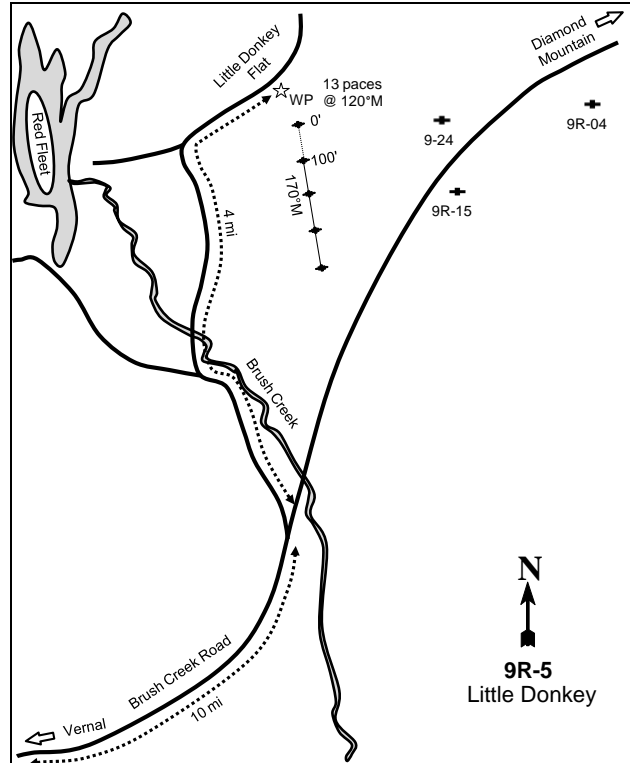 Diamond
Mountain
Little Donkey
Flat
13 paces
@ 120°M
WP
0'
9-24
9R-04
Red Fleet
100'
170°M
9R-15
4 mi
Brush
Creek
N
9R-5
Little Donkey
Brush Creek Road
Vernal
10 mi